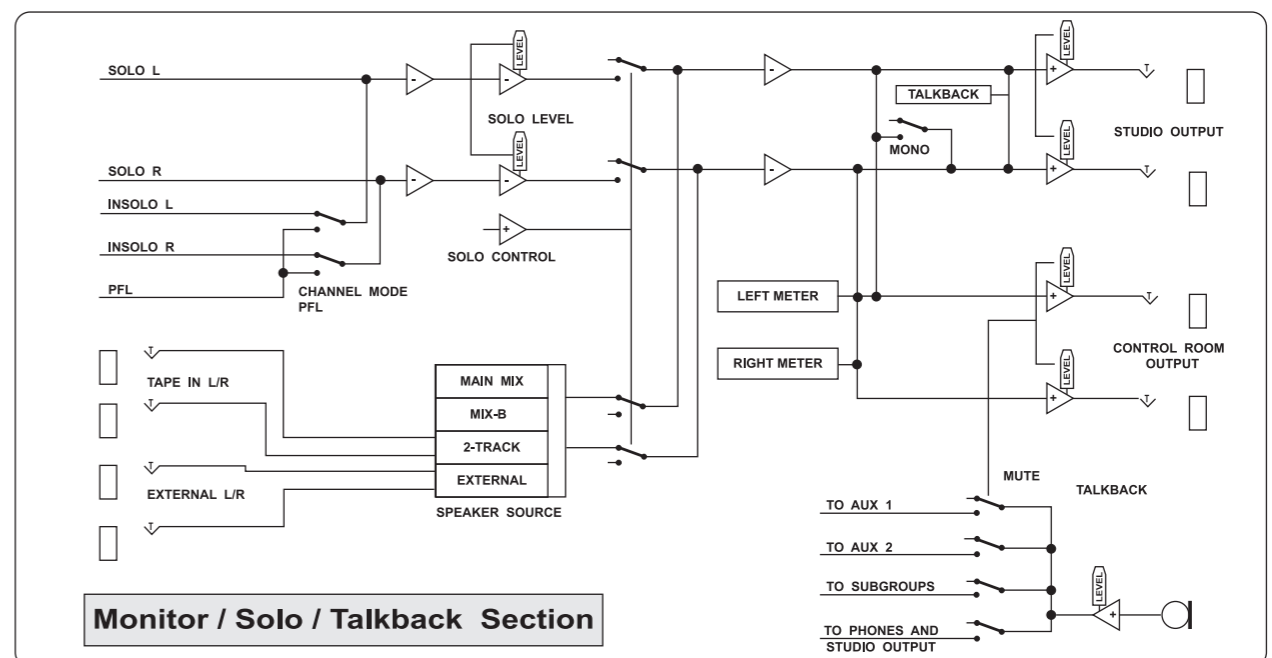 LEVEL
LEVEL
SOLO L
TALKBACK
SOLO LEVEL
STUDIO OUTPUT
LEVEL
LEVEL
MONO
SOLO R
INSOLO L
INSOLO R
SOLO CONTROL
PFL
CHANNEL MODE
PFL
LEVEL
LEFT METER
CONTROL ROOM
OUTPUT
RIGHT METER
LEVEL
T
T
T
T
T
TAPE IN L/R
T
T
EXTERNAL L/R
T
MAIN MIX
MIX-B
2-TRACK
EXTERNAL
SPEAKER SOURCE
MUTE
TALKBACK
TO AUX 1
TO AUX 2
TO SUBGROUPS
LEVEL
TO PHONES AND
STUDIO OUTPUT
Monitor / Solo / Talkback Section